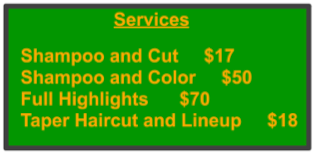 Services
Shampoo and Cut $17
Shampoo and Color $50
Full Highlights $70
Taper Haircut and Lineup $18